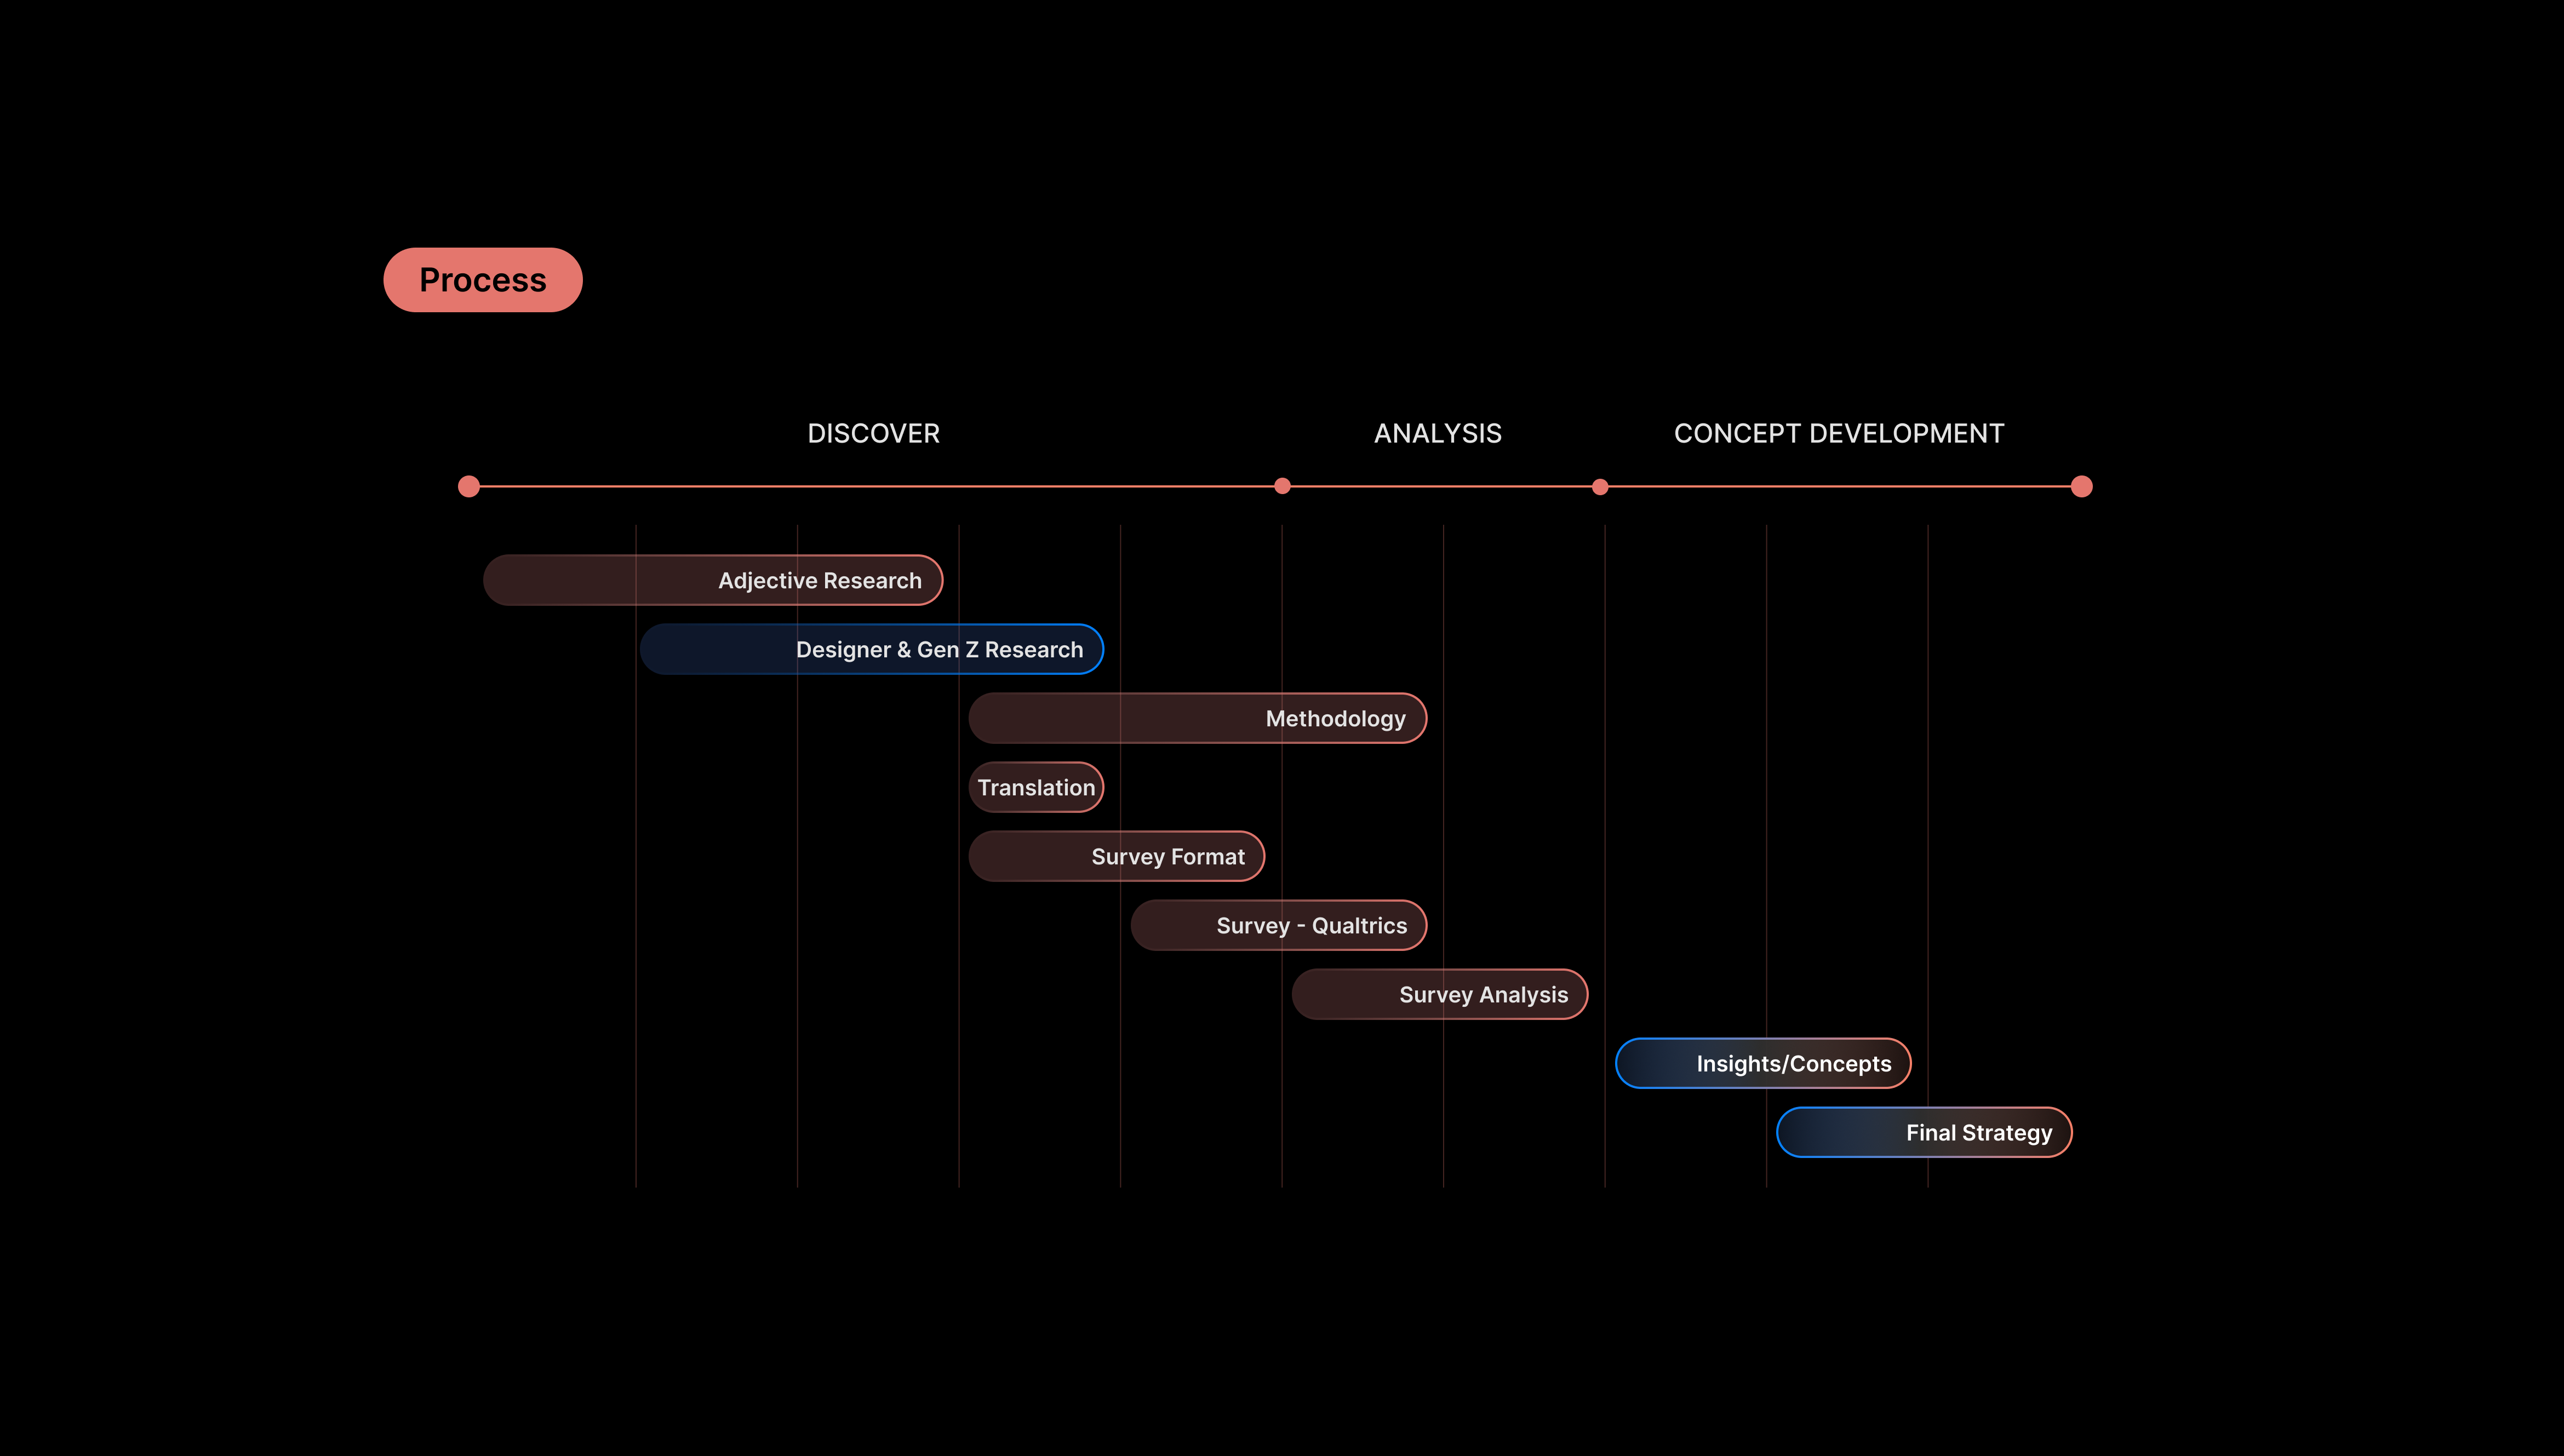 Process
DISCOVER
ANALYSIS
CONCEPT DEVELOPMENT
Adjective Research
Designer & Gen Z Research
Methodology
Translation
Survey Format
Survey - Qualtrics
Survey Analysis
Insights/Concepts
Final Strategy